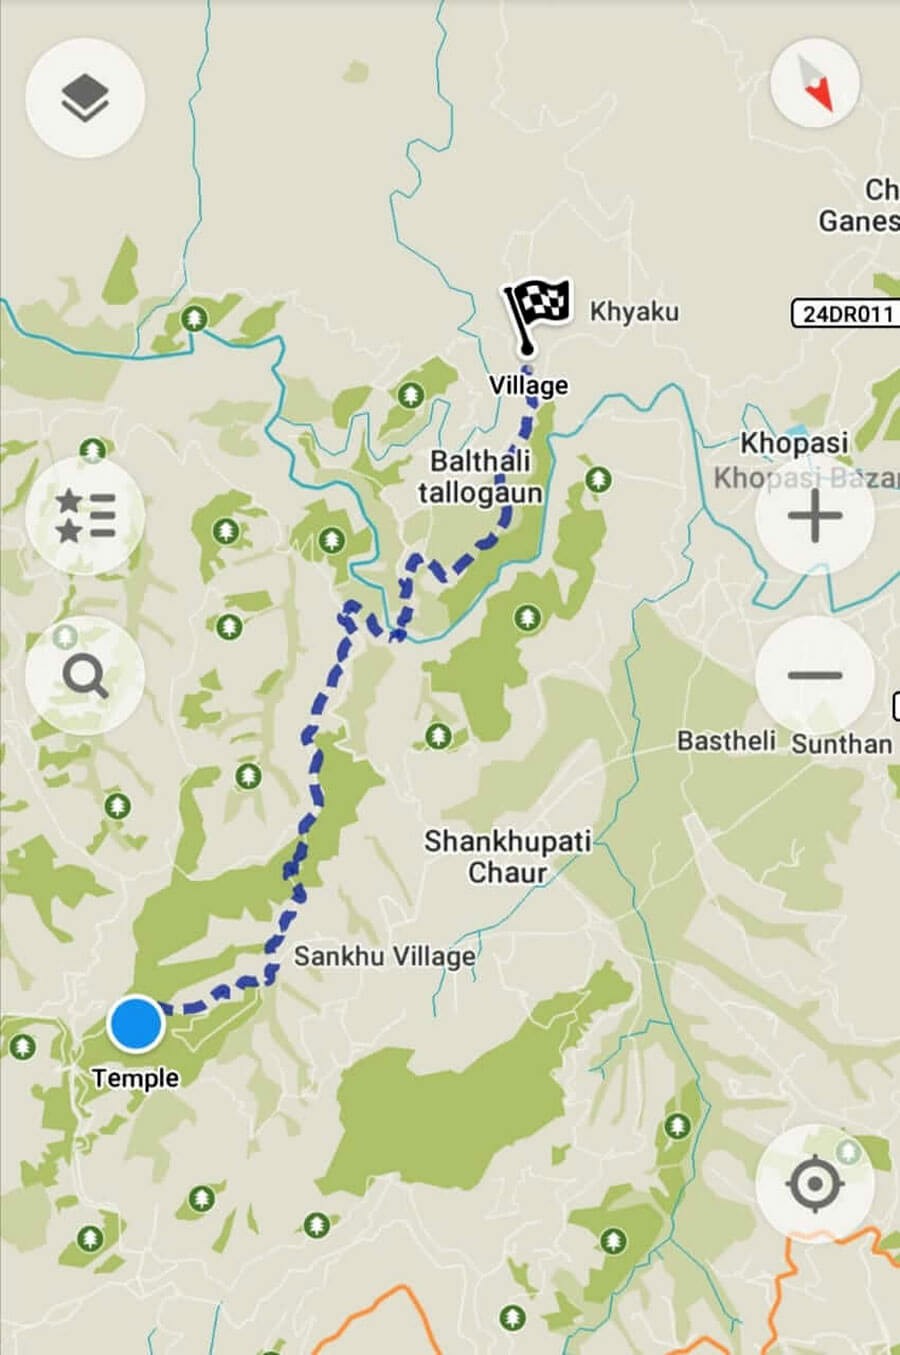 Ch
Ganes
24DR011
Khyaku
Village
Khopasi
Khopasi Bazar
Balthali
tallogaun
Bastheli
Sunthan
Shankhupati
Chaur
Sankhu Village
Temple